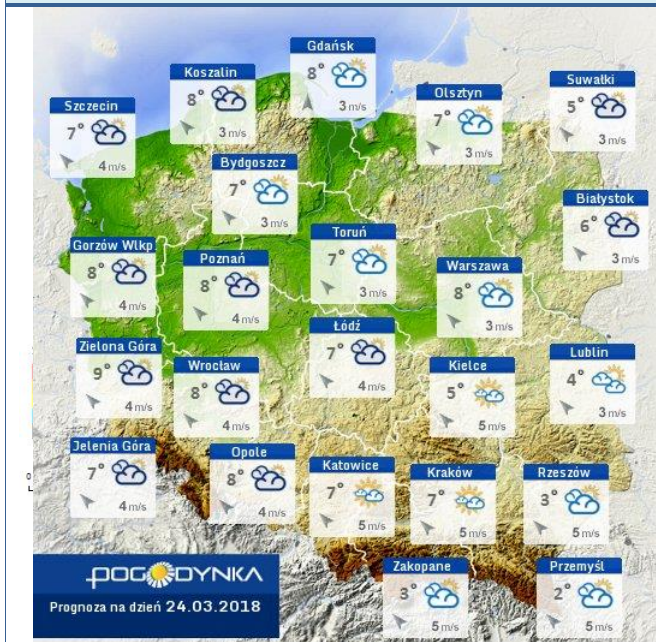 Gdańsk
8°
3 m/s
Koszalin
8°
3 m/s
Suwałki
5°
3 m/s
Olsztyn
7°
3 m/s
Szczecin
7°
4 m/s
Bydgoszcz
7°
3 m/s
Białystok
6°
3 m/s
Toruń
7°
3 m/s
Gorzów Wlkp
8°
4 m/s
Poznań
8°
4 m/s
Warszawa
8°
3 m/s
Łódź
7°
4 m/s
Zielona Góra
9°
4 m/s
Wrocław
8°
4 m/s
Kielce
5°
5 m/s
Lublin
4°
3 m/s
Jelenia Góra
7°
4 m/s
Opole
8°
4 m/s
Katowice
7°
5 m/s
Kraków
7°
5 m/s
Rzeszów
3°
5 m/s
Zakopane
3°
5 m/s
Przemyśl
2°
5 m/s
POGODYNKA
Prognoza na dzień 24.03.2018